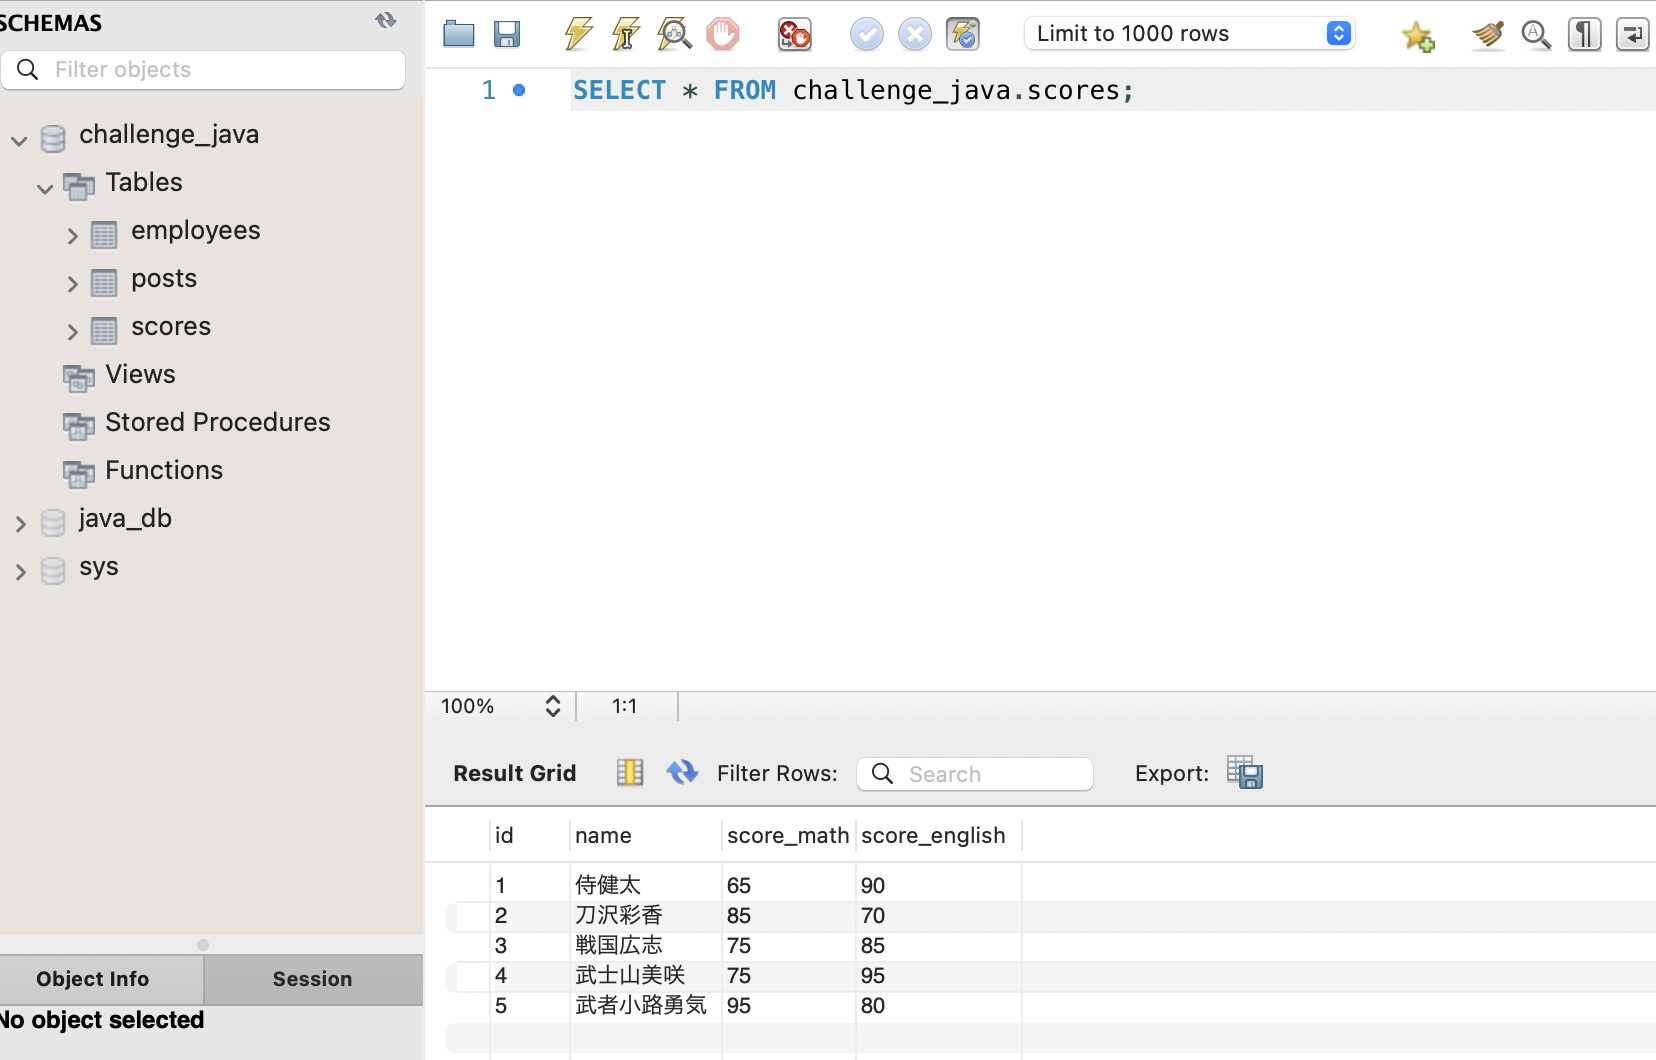 SCHEMAS
Filter objects
challenge_java
Tables
employees
posts
scores
Views
Stored Procedures
Functions
java_db
sys
Object Info Session
No object selected
Limit to 1000 rows
1 SELECT * FROM challenge_java.scores;
100% 1:1
Result Grid Filter Rows: Search Export:
id name score_math score_english
1 侍健太 65 90
2 刀沢彩香 85 70
3 戦国広志 75 85
4 武士山美咲 75 95
5 武者小路勇気 95 80